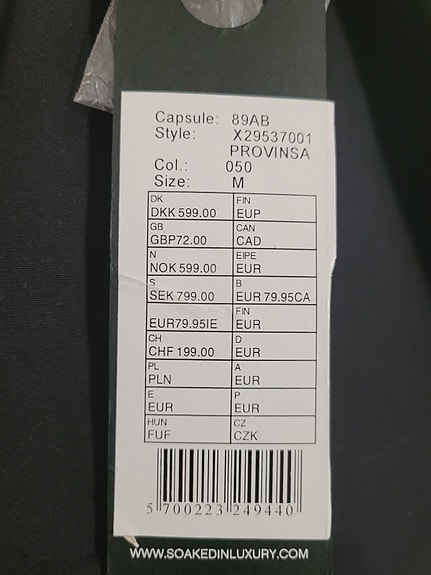 Capsule: 89AB
Style: X29537001
PROVINSA
Col.: 050
Size: M
DK FIN
DKK 599.00 EUP
GB CAN
GBP72.00 CAD
N EIPE
NOK 599.00 EUR
S B
SEK 799.00 EUR 79.95CA
FIN
EUR79.95IE EUR
CH D
CHF 199.00 EUR
PL A
PLN EUR
E P
EUR EUR
HUN CZ
FUF CZK
5 700223 249440
WWW.SOAKEDINLUXURY.COM